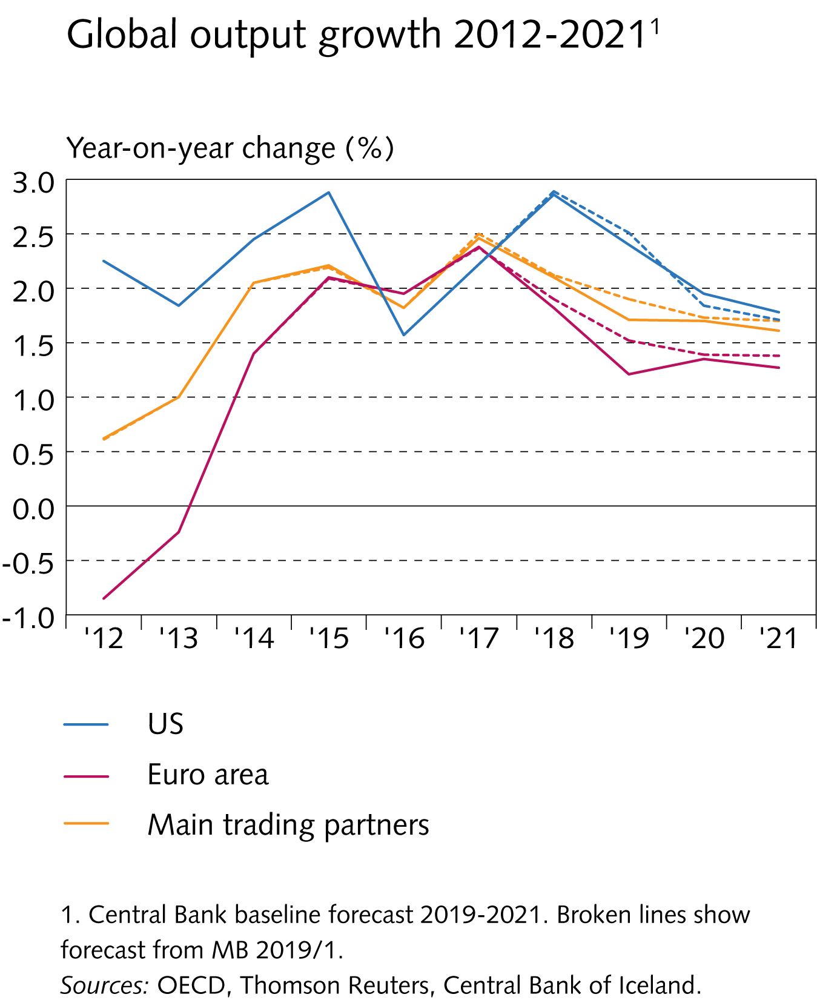 Global output growth 2012-2021¹
Year-on-year change (%)
3.0
2.5
2.0
1.5
1.0
0.5
0.0
-0.5
-1.0
'12 '13 '14 '15 '16 '17 '18 '19 '20 '21
US
Euro area
Main trading partners
1. Central Bank baseline forecast 2019-2021. Broken lines show
forecast from MB 2019/1.
Sources: OECD, Thomson Reuters, Central Bank of Iceland.